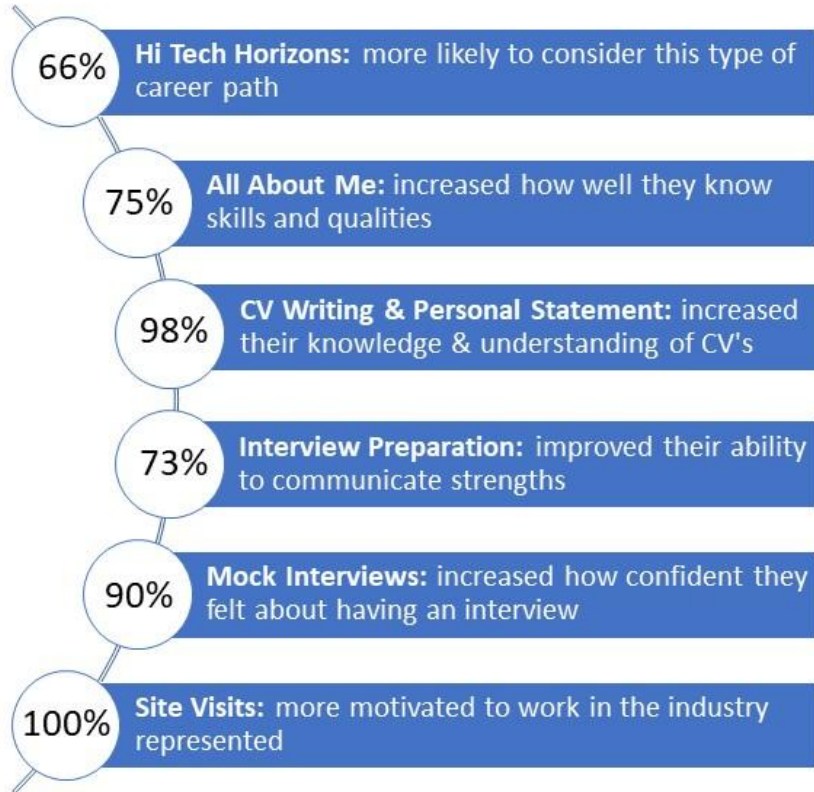 66%
Hi Tech Horizons: more likely to consider this type of
career path
75%
All About Me: increased how well they know
skills and qualities
98%
CV Writing & Personal Statement: increased
their knowledge & understanding of CV's
73%
Interview Preparation: improved their ability
to communicate strengths
90%
Mock Interviews: increased how confident they
felt about having an interview
100%
Site Visits: more motivated to work in the industry
represented